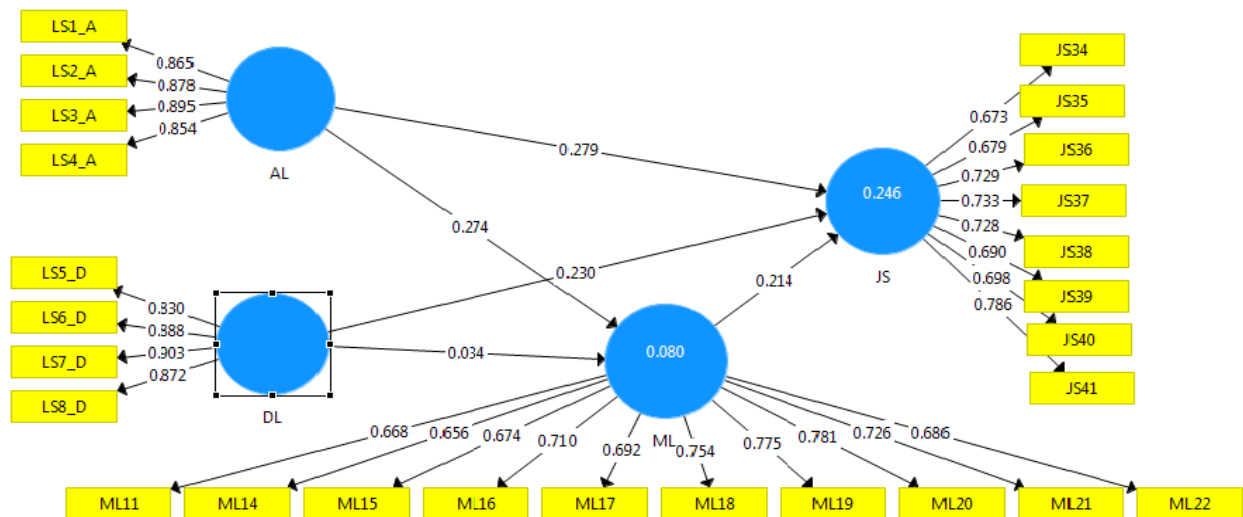 LS1_A
LS2_A
LS3_A
LS4_A
0.865
0.878
0.895
0.854
AL
0.279
0.274
LS5_D
LS6_D
LS7_D
LS8_D
0.830
0.888
0.903
0.872
DL
0.230
0.034
0.214
0.246
JS
0.080
ML
JS34
JS35
JS36
JS37
JS38
JS39
JS40
JS41
0.673
0.679
0.729
0.733
0.728
0.690
0.698
0.786
0.668
0.656
0.674
0.710
0.692
0.754
0.775
0.781
0.726
0.686
ML11
ML14
ML15
ML16
ML17
ML18
ML19
ML20
ML21
ML22